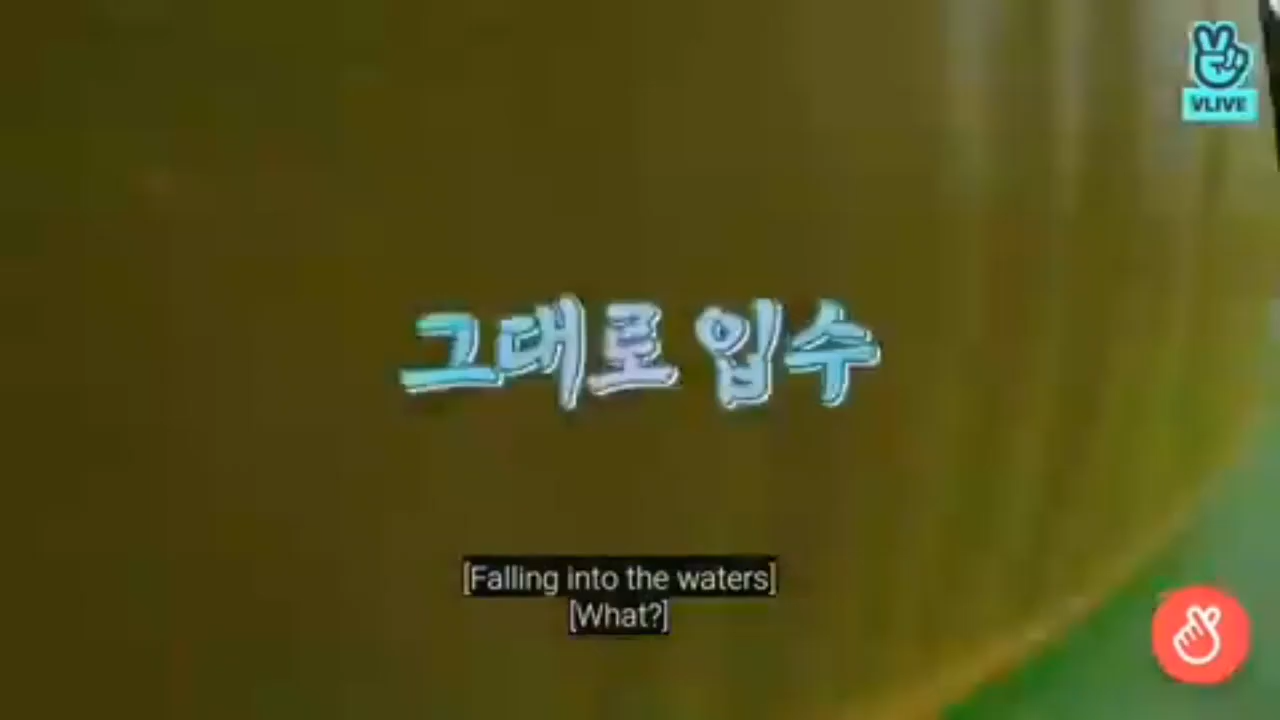 VLIVE
그대로 입수
[Falling into the waters]
[What?]